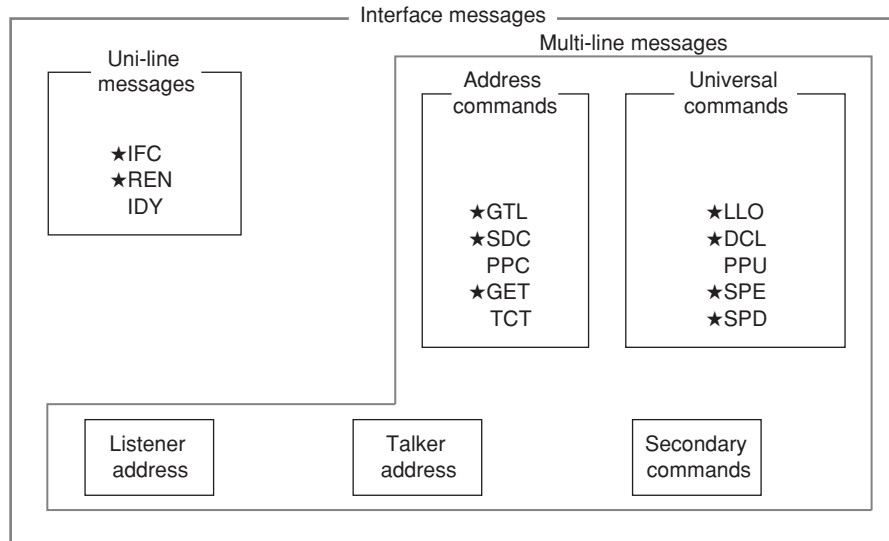 Interface messages
Multi-line messages
Uni-line
messages
★IFC
★REN
IDY
Address
commands
★GTL
★SDC
PPC
★GET
TCT
Universal
commands
★LLO
★DCL
PPU
★SPE
★SPD
Listener
address
Talker
address
Secondary
commands